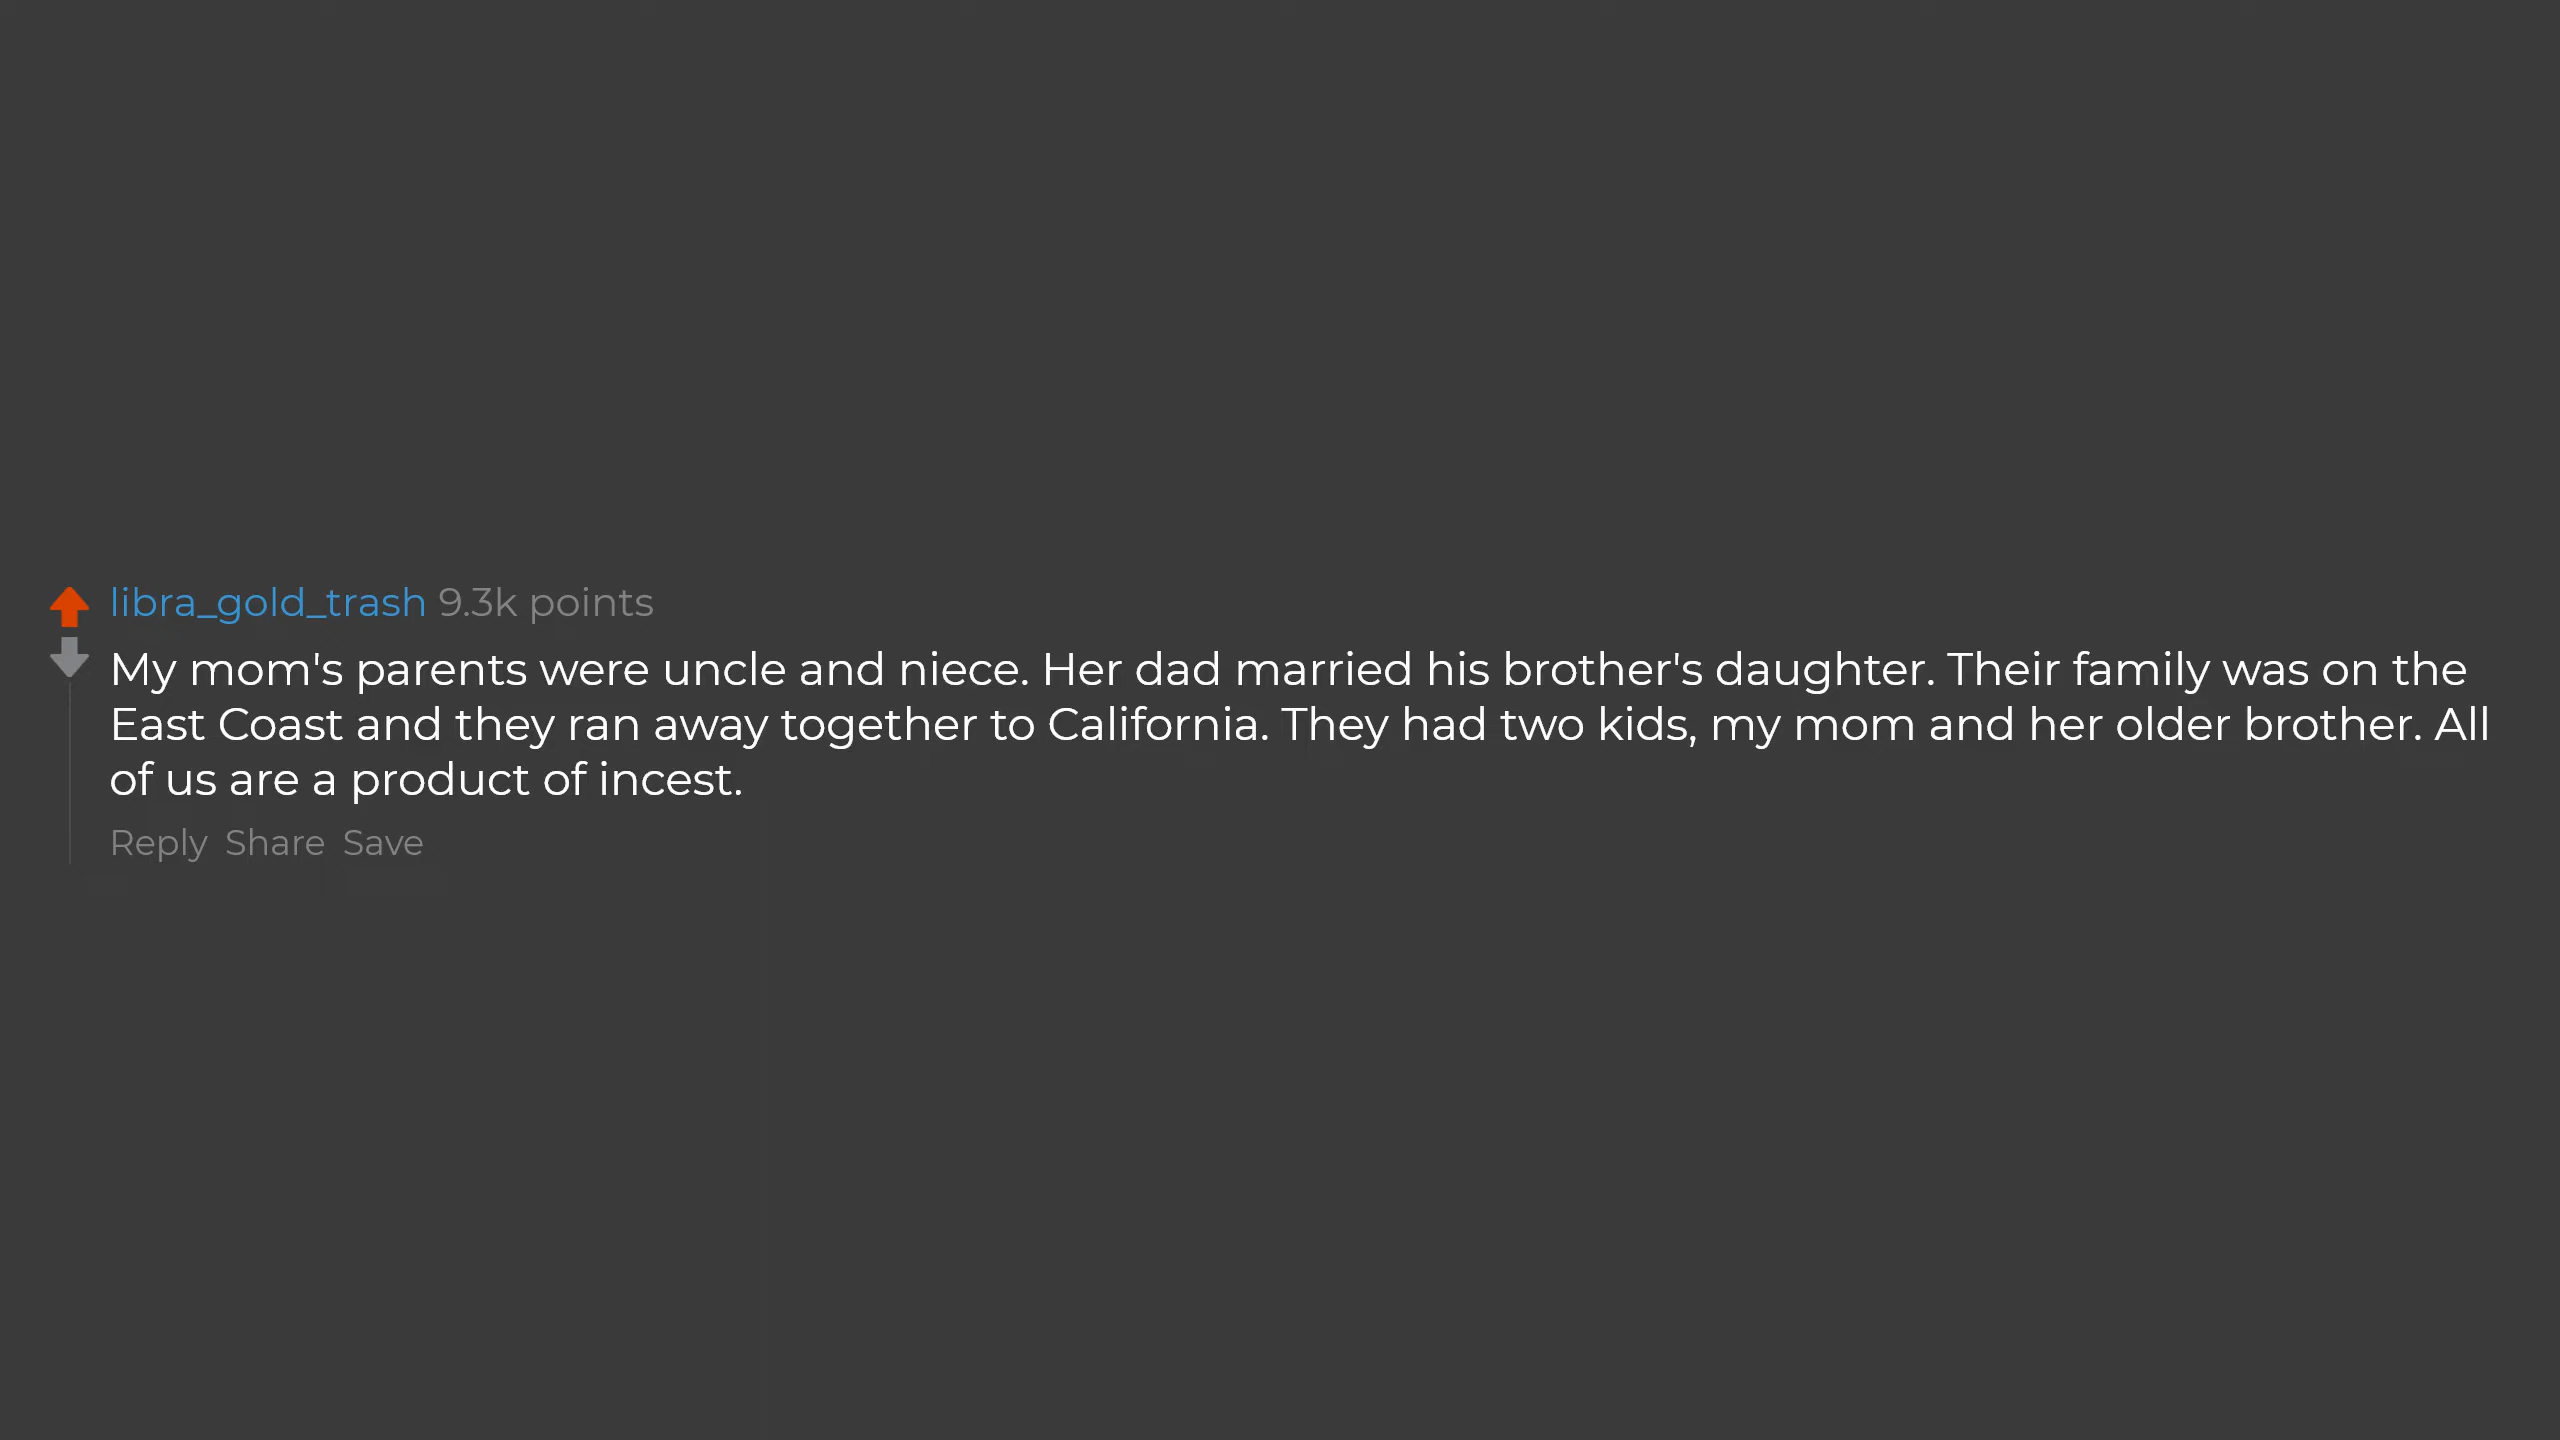 libra_gold_trash 9.3k points
My mom's parents were uncle and niece. Her dad married his brother's daughter. Their family was on the
East Coast and they ran away together to California. They had two kids, my mom and her older brother. All
of us are a product of incest.
Reply Share Save